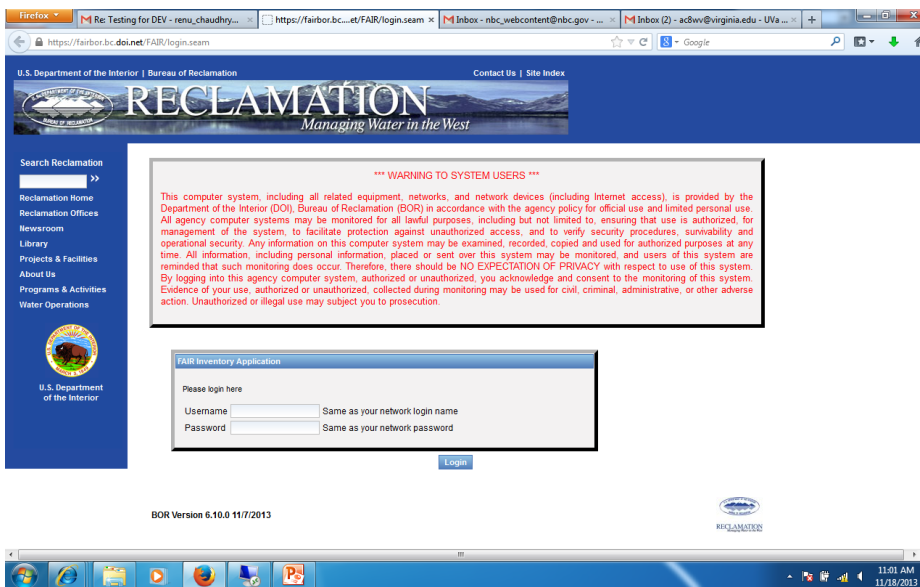 Firefox
Re: Testing for DEV - renu_chaudhry...
https://fairbor.bc....et/FAIR/login.seam
Inbox - nbc_webcontent@nbc.gov - ...
Inbox (2) - ac8wv@virginia.edu - UVa ...
https://fairbor.bc.doi.net/FAIR/login.seam
Google
U.S. Department of the Interior | Bureau of Reclamation
Contact Us | Site Index
RECLAMATION
Managing Water in the West
Search Reclamation
Reclamation Home
Reclamation Offices
Newsroom
Library
Projects & Facilities
About Us
Programs & Activities
Water Operations
U.S. Department
of the Interior
*** WARNING TO SYSTEM USERS ***
This computer system, including all related equipment, networks, and network devices (including Internet access), is provided by the
Department of the Interior (DOI), Bureau of Reclamation (BOR) in accordance with the agency policy for official use and limited personal use.
All agency computer systems may be monitored for all lawful purposes, including but not limited to, ensuring that use is authorized, for
management of the system, to facilitate protection against unauthorized access, and to verify security procedures, survivability and
operational security. Any information on this computer system may be examined, recorded, copied and used for authorized purposes at any
time. All information, including personal information, placed or sent over this system may be monitored, and users of this system are
reminded that such monitoring does occur. Therefore, there should be NO EXPECTATION OF PRIVACY with respect to use of this system.
By logging into this agency computer system, authorized or unauthorized, you acknowledge and consent to the monitoring of this system.
Evidence of your use, authorized or unauthorized, collected during monitoring may be used for civil, criminal, administrative, or other adverse
action. Unauthorized or illegal use may subject you to prosecution.
FAIR Inventory Application
Please login here
Username Same as your network login name
Password Same as your network password
Login
BOR Version 6.10.0 11/7/2013
RECLAMATION
Managing Water in the West
11:01 AM
11/18/2013